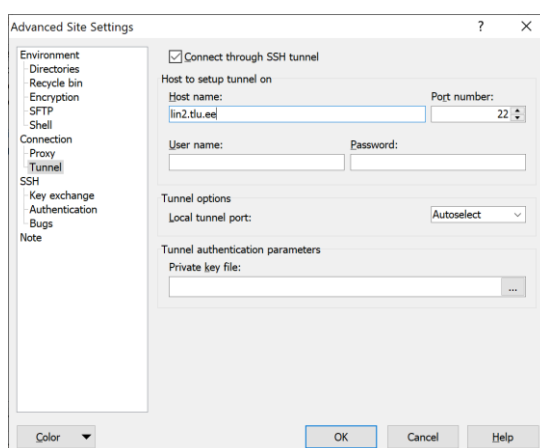 Advanced Site Settings
?
Environment
Directories
Recycle bin
Encryption
SFTP
Shell
Connection
Proxy
Tunnel
SSH
Key exchange
Authentication
Bugs
Note
Connect through SSH tunnel
Host to setup tunnel on
Host name:
Port number:
lin2.tlu.ee
22
User name:
Password:
Tunnel options
Local tunnel port:
Autoselect
Tunnel authentication parameters
Private key file:
...
Color
OK
Cancel
Help